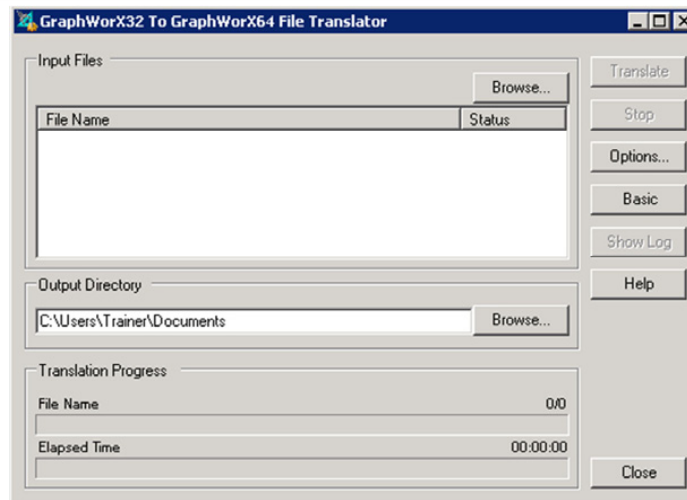 GraphWorX32 To GraphWorX64 File Translator
Input Files
Browse...
File Name Status
Translate
Stop
Options...
Basic
Show Log
Help
Output Directory
C:\Users\Trainer\Documents
Browse...
Translation Progress
File Name 0/0
Elapsed Time 00:00:00
Close